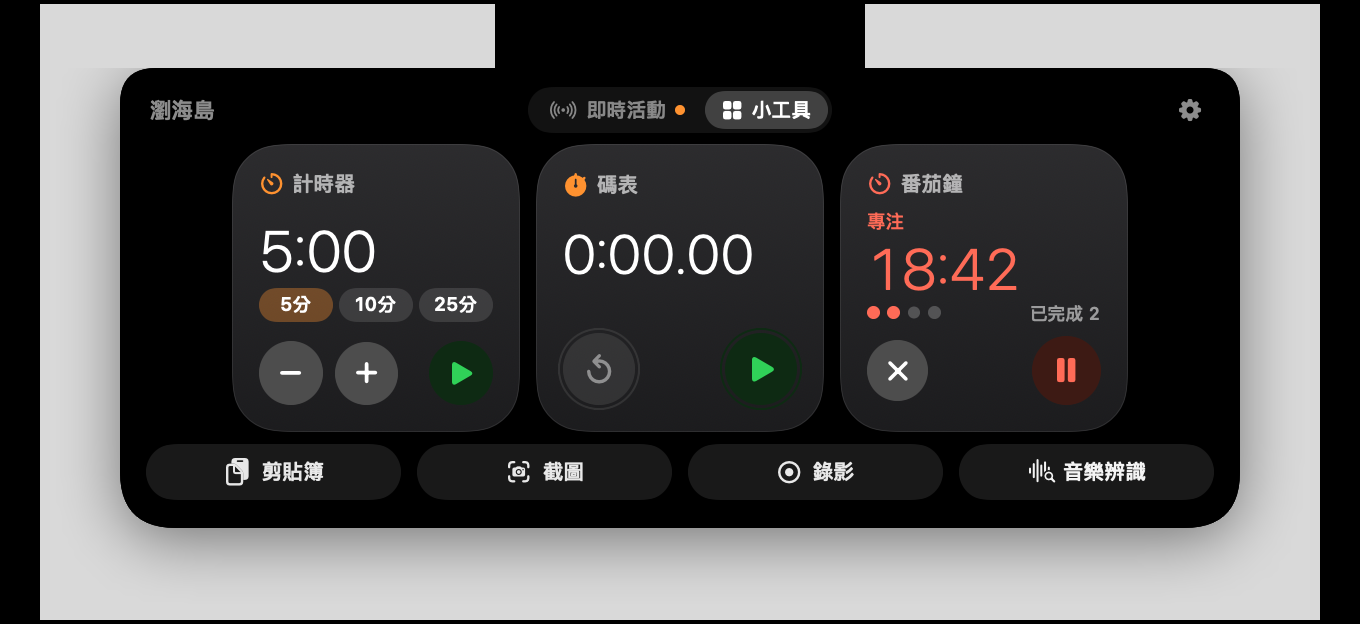 瀏海島
即時活動
小工具
計時器
5:00
5分 10分 25分
碼表
0:00.00
番茄鐘
專注
18:42
已完成 2
剪貼簿
截圖
錄影
音樂辨識